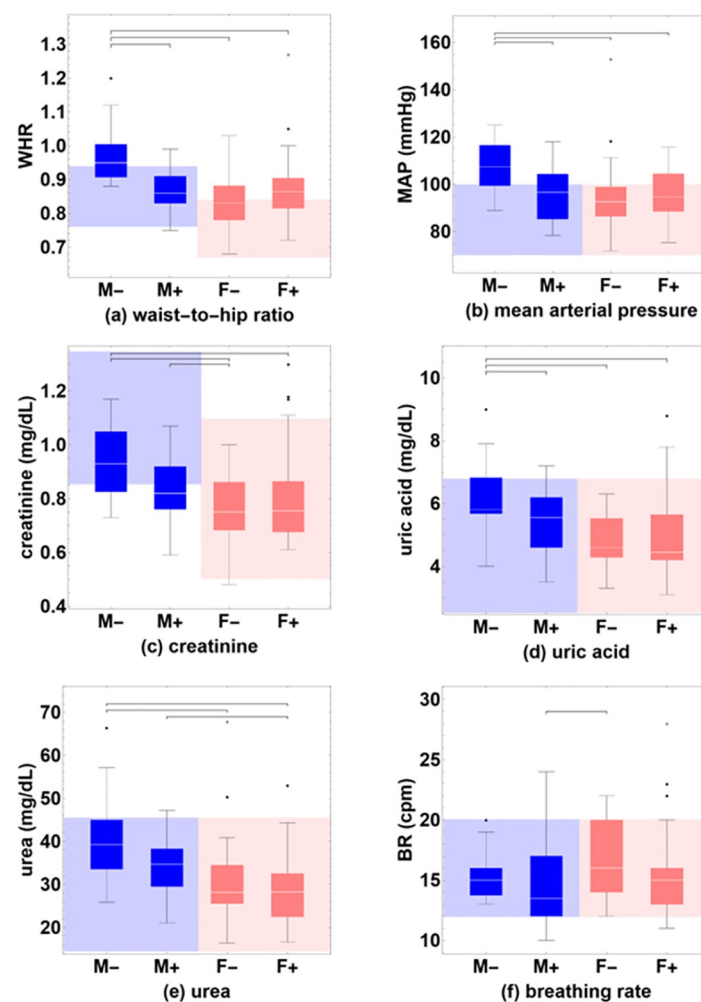 WHR
1.3
1.2
1.1
1.0
0.9
0.8
0.7
M− M+ F− F+
(a) waist−to−hip ratio
MAP (mmHg)
160
140
120
100
80
M− M+ F− F+
(b) mean arterial pressure
creatinine (mg/dL)
1.2
1.0
0.8
0.6
0.4
M− M+ F− F+
(c) creatinine
uric acid (mg/dL)
10
8
6
4
M− M+ F− F+
(d) uric acid
urea (mg/dL)
70
60
50
40
30
20
M− M+ F− F+
(e) urea
BR (cpm)
30
25
20
15
10
M− M+ F− F+
(f) breathing rate